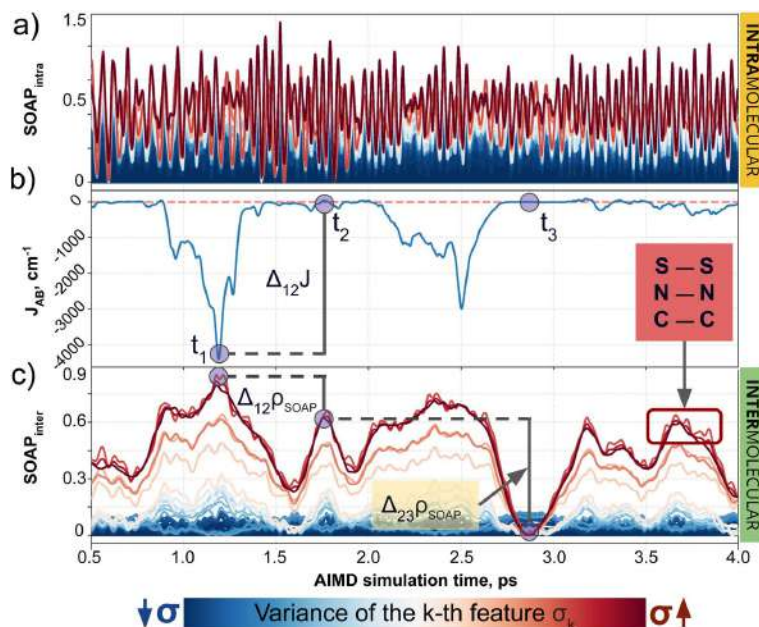 a)
1.5
0.5
0
SOAPintra
INTRAMOLECULAR
b)
0
-1000
-2000
-3000
-4000
JAB, cm⁻¹
t₁
t₂
t₃
Δ₁₂J
S — S
N — N
C — C
c)
0.9
0.6
0.3
0
SOAPinter
Δ₁₂ρSOAP
Δ₂₃ρSOAP
INTERMOLECULAR
0.5 1.0 1.5 2.0 2.5 3.0 3.5 4.0
AIMD simulation time, ps
σ Variance of the k-th feature σₖ σ